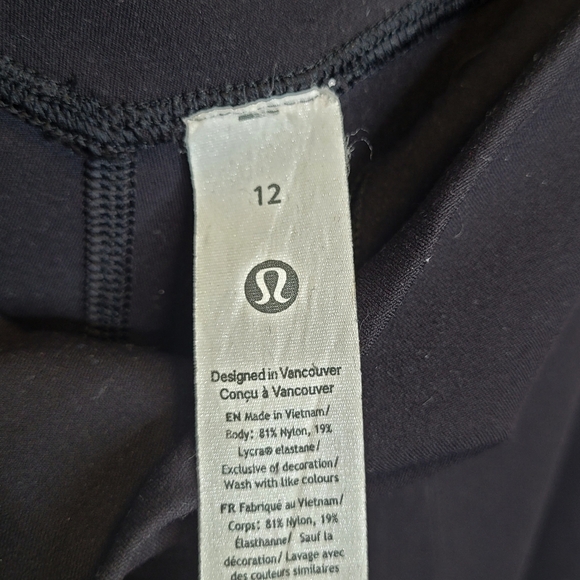 12
Designed in Vancouver
Conçu à Vancouver
EN Made in Vietnam/
Body: 81% Nylon, 19%
Lycra® elastane/
Exclusive of decoration/
Wash with like colours
FR Fabriqué au Vietnam/
Corps: 81% Nylon, 19%
Élasthanne/ Sauf la
décoration/ Lavage avec
des couleurs similaires